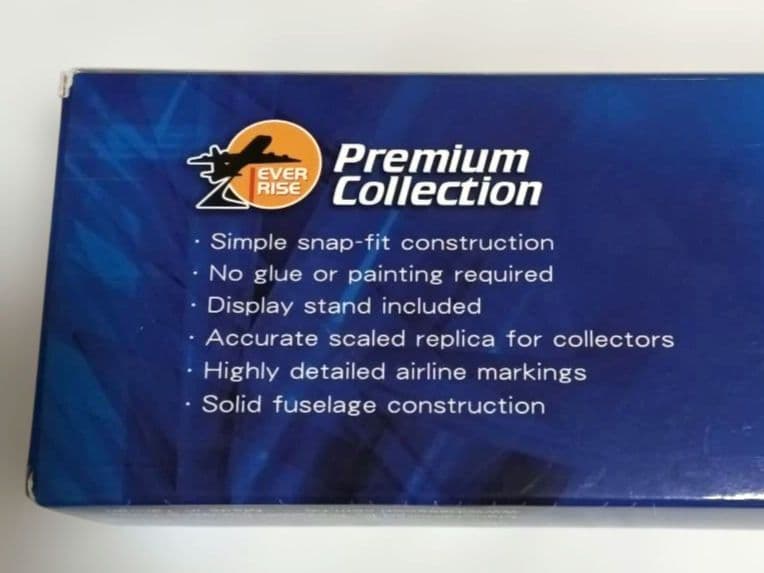 EVER
RISE
Premium
Collection
· Simple snap-fit construction
· No glue or painting required
· Display stand included
· Accurate scaled replica for collectors
· Highly detailed airline markings
· Solid fuselage construction